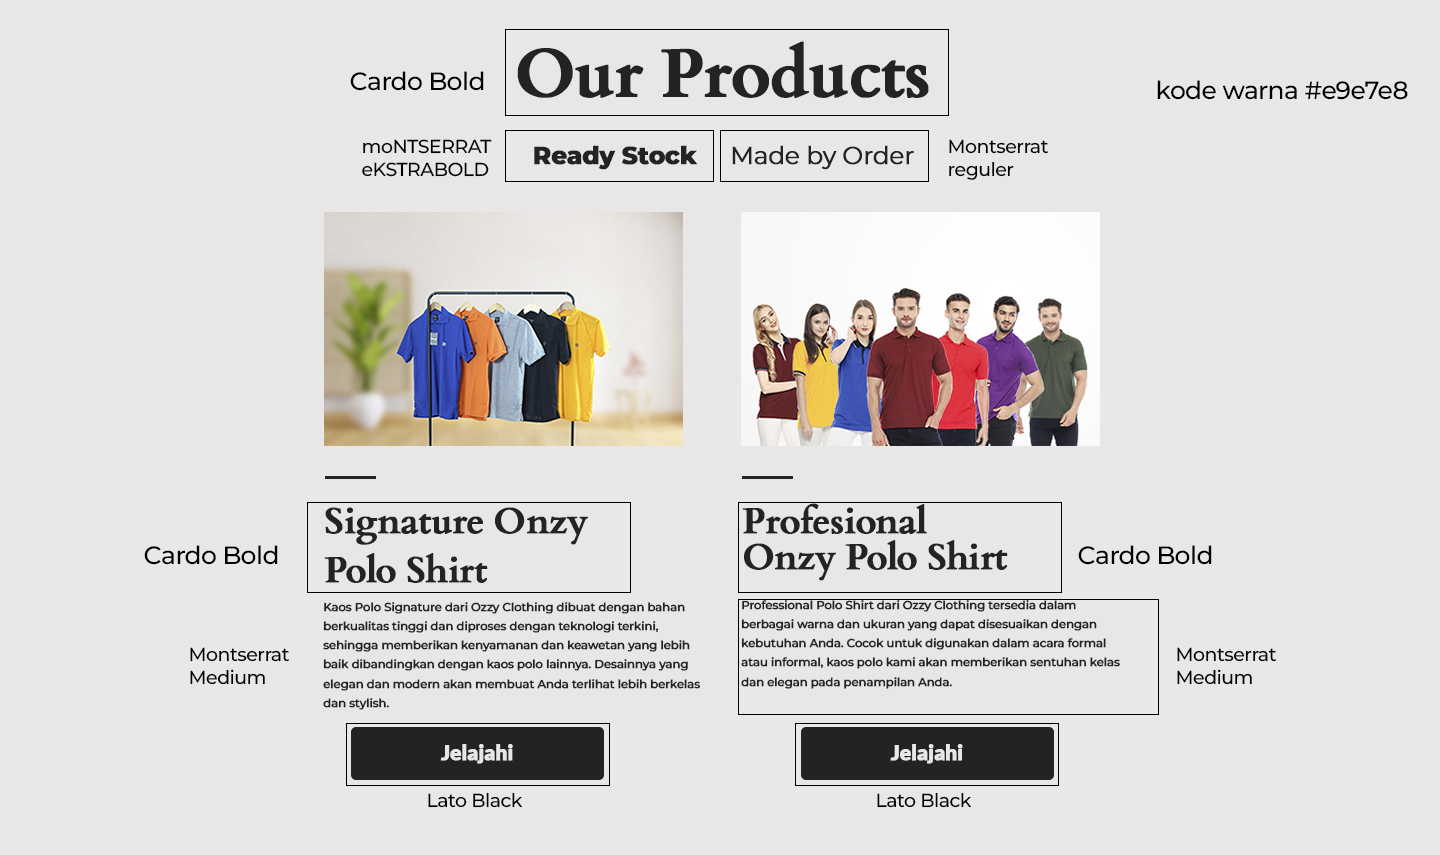 Cardo Bold
Our Products
kode warna #e9e7e8
moNTSERRAT
eKSTRABOLD
Ready Stock
Made by Order
Montserrat
reguler
Cardo Bold
Signature Onzy
Polo Shirt
Profesional
Onzy Polo Shirt
Cardo Bold
Montserrat
Medium
Kaos Polo Signature dari Ozzy Clothing dibuat dengan bahan
berkualitas tinggi dan diproses dengan teknologi terkini,
sehingga memberikan kenyamanan dan keawetan yang lebih
baik dibandingkan dengan kaos polo lainnya. Desainnya yang
elegan dan modern akan membuat Anda terlihat lebih berkelas
dan stylish.
Professional Polo Shirt dari Ozzy Clothing tersedia dalam
berbagai warna dan ukuran yang dapat disesuaikan dengan
kebutuhan Anda. Cocok untuk digunakan dalam acara formal
atau informal, kaos polo kami akan memberikan sentuhan kelas
dan elegan pada penampilan Anda.
Montserrat
Medium
Jelajahi
Lato Black
Jelajahi
Lato Black